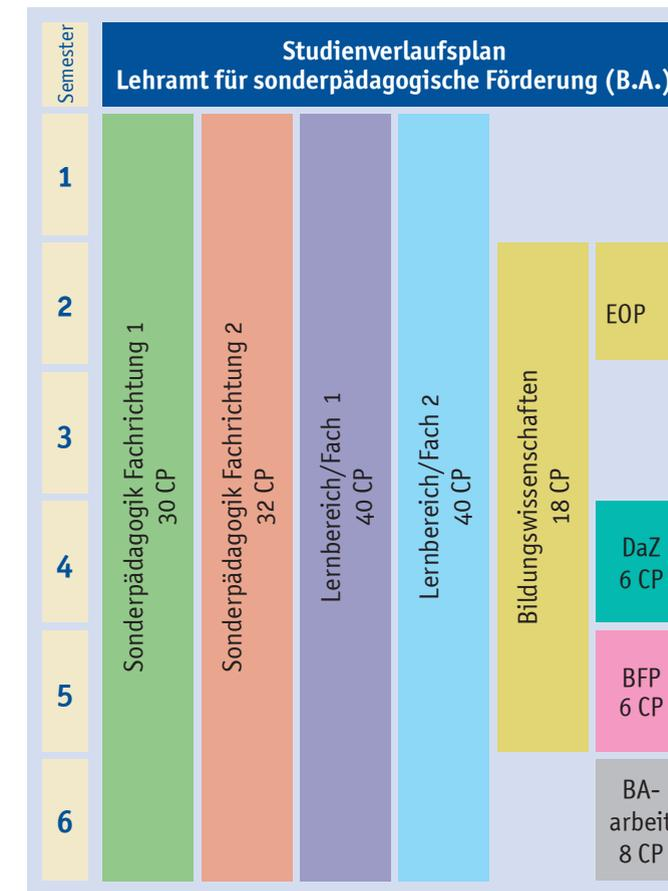 Semester
Studienverlaufsplan
Lehramt für sonderpädagogische Förderung (B.A.)
1
2
3
4
5
6
Sonderpädagogik Fachrichtung 1
30 CP
Sonderpädagogik Fachrichtung 2
32 CP
Lernbereich/Fach 1
40 CP
Lernbereich/Fach 2
40 CP
Bildungswissenschaften
18 CP
EOP
DaZ
6 CP
BFP
6 CP
BA-
arbeit
8 CP